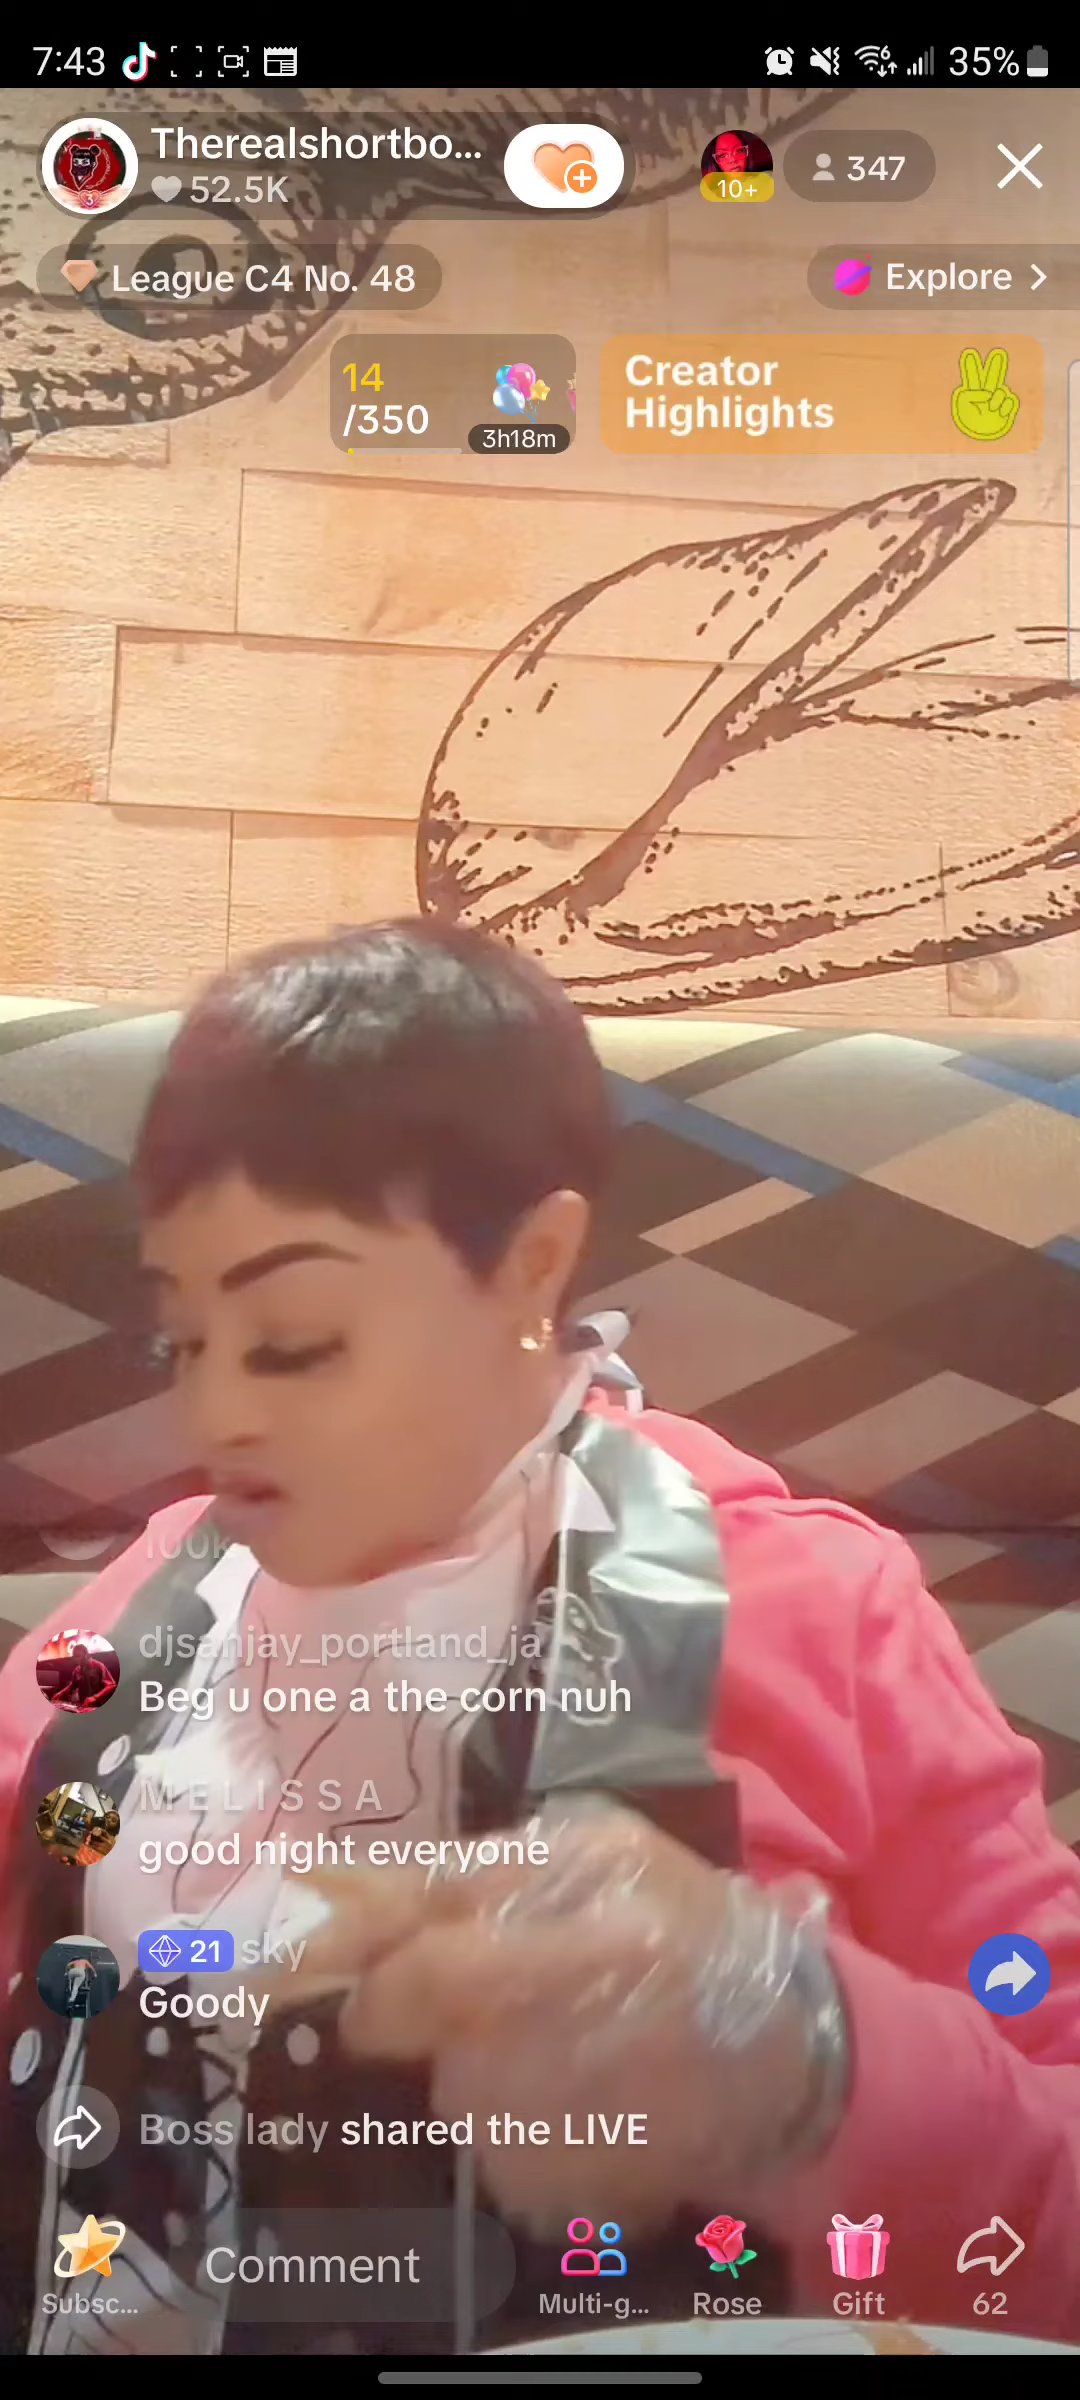 7:43
35%
Therealshortbo...
52.5K
10+
347
League C4 No. 48
Explore
14
/350
3h18m
Creator
Highlights
3
100k
djsanjay_portland_ja
Beg u one a the corn nuh
MELISSA
good night everyone
21 sky
Goody
Boss lady shared the LIVE
Subsc...
Comment
Multi-g...
Rose
Gift
62